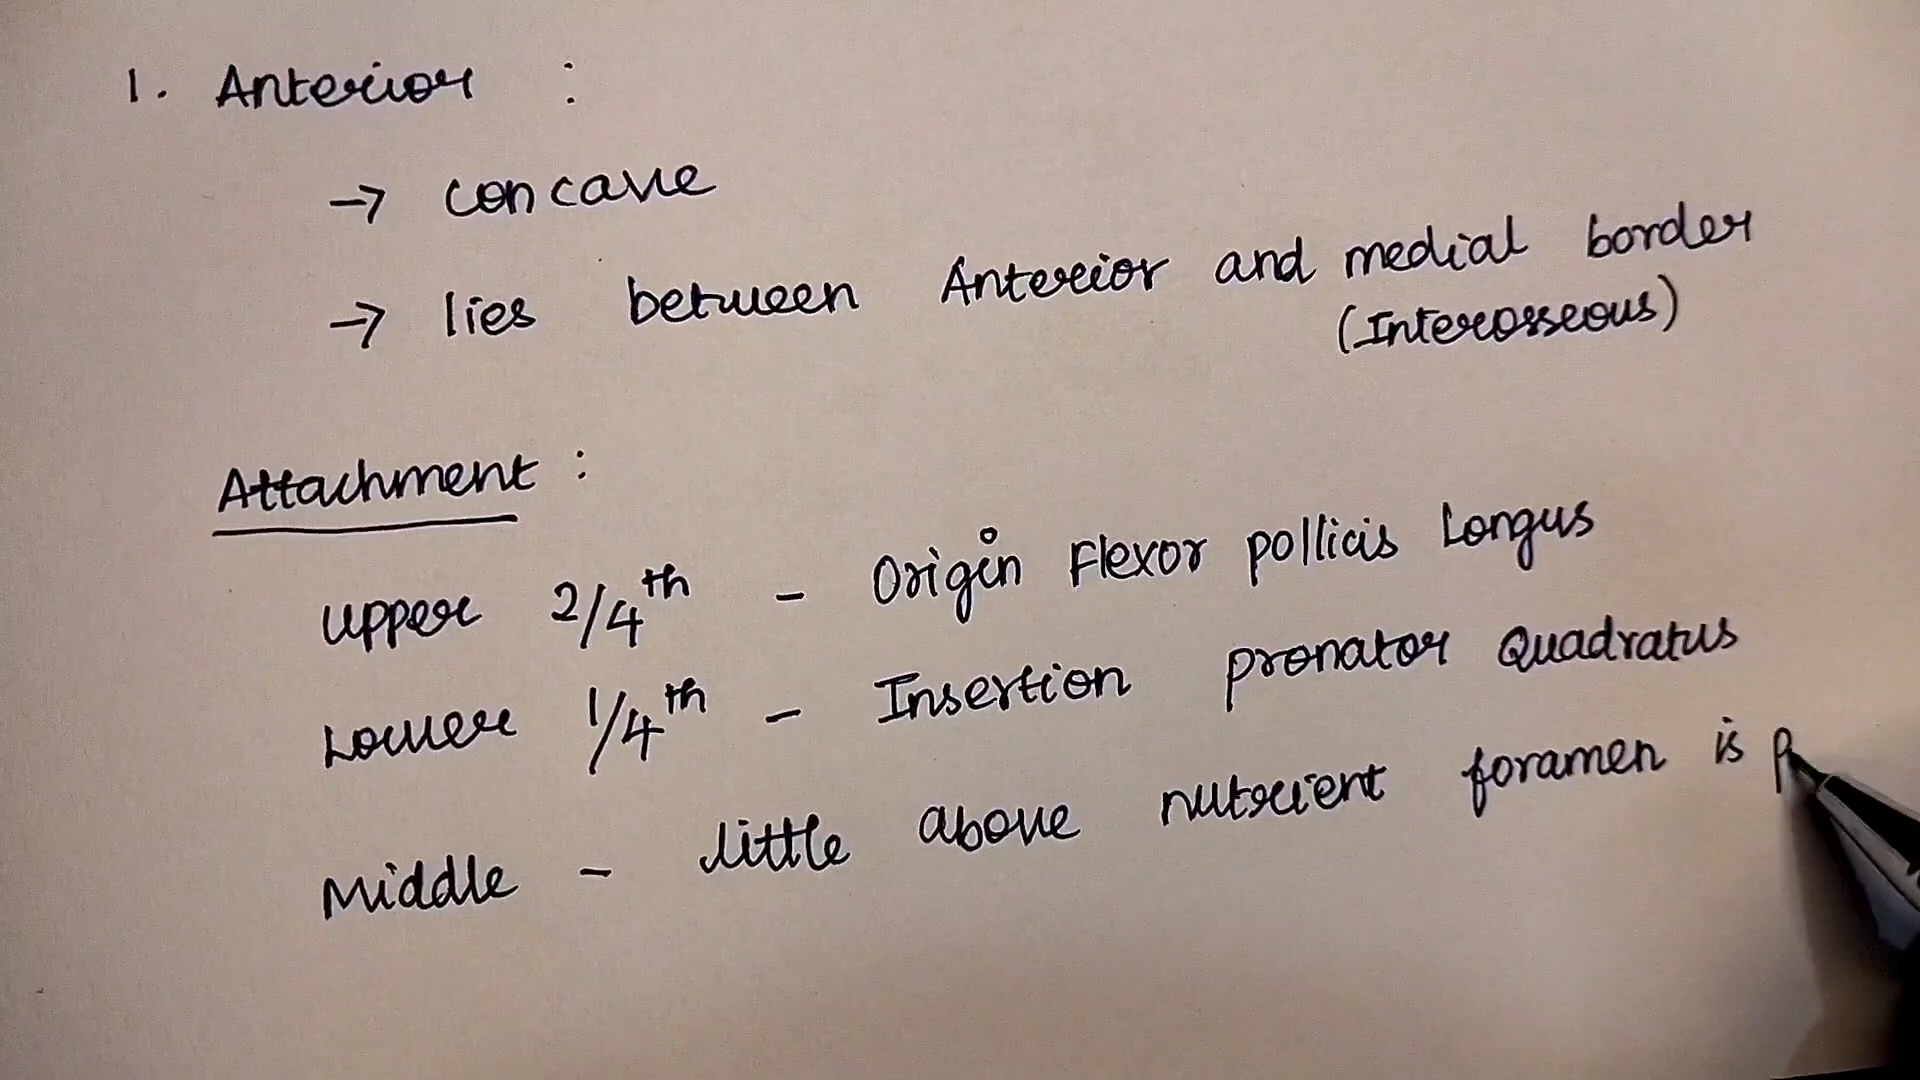 1. Anterior :
→ concave
→ lies between Anterior and medial border
(Interosseous)
Attachment :
upper 2/4th - Origin Flexor pollicis Longus
Lower 1/4th - Insertion pronator Quadratus
Middle - little above nutrient foramen is p